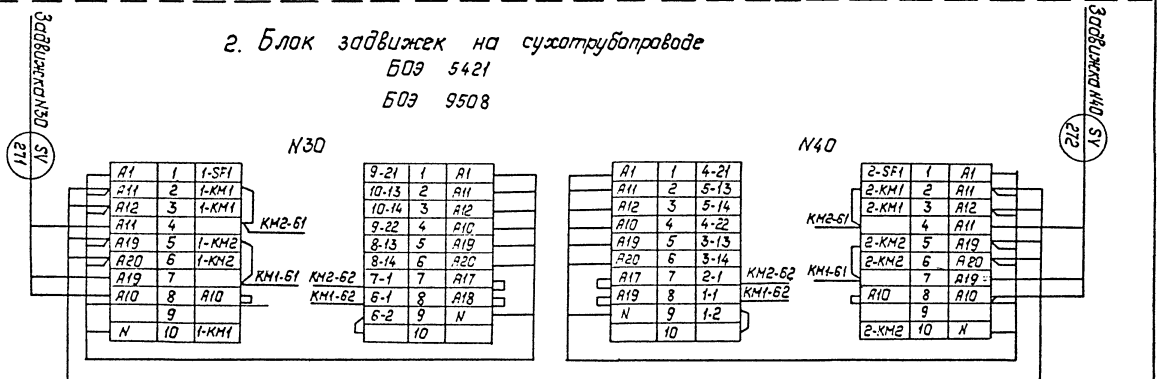 2. Блок задвижек на сухотрубопроводе
БОЭ 5421
БОЭ 9508
Задвижка N30 SV
271
Задвижка N40 SV
272
N30
N40
A1 1 1-SF1
A11 2 1-KM1
A12 3 1-KM1
A11 4
A19 5 1-KM2
A20 6 1-KM2
A19 7
A10 8 A10
9
N 10 1-KM1
KM2-61
KM1-61
9-21 1 A1
10-13 2 A11
10-14 3 A12
9-22 4 A10
8-13 5 A19
8-14 6 A20
7-1 7 A17
6-1 8 A18
6-2 9 N
10
KM2-62
KM1-62
A1 1 4-21
A11 2 5-13
A12 3 5-14
A10 4 4-22
A19 5 3-13
A20 6 3-14
A17 7 2-1
A19 8 1-1
N 9 1-2
10
KM2-62
KM1-62
2-SF1 1 A1
2-KM1 2 A11
2-KM1 3 A12
4 A11
2-KM2 5 A19
2-KM2 6 A20
7 A19
A10 8 A10
9
2-KM2 10 N
KM2-61
KM1-61